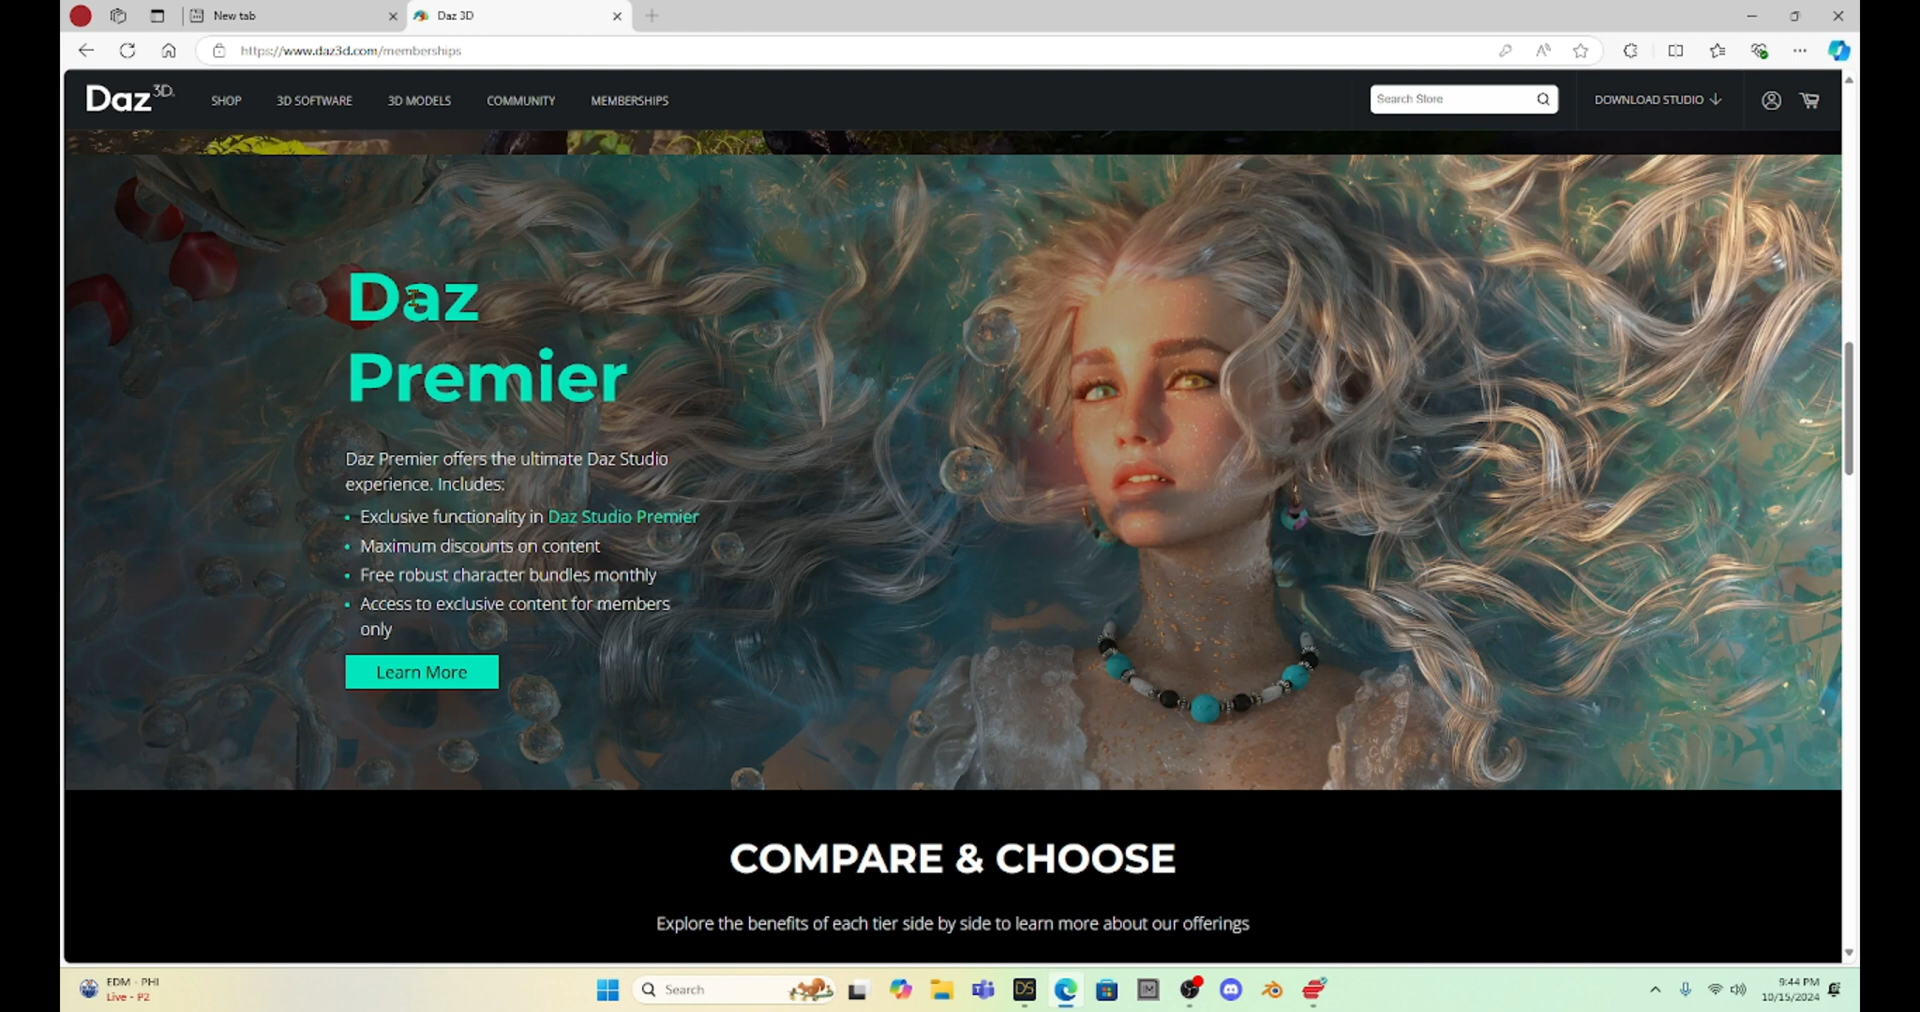 New tab
Daz 3D
https://www.daz3d.com/memberships
Daz 3D
SHOP
3D SOFTWARE
3D MODELS
COMMUNITY
MEMBERSHIPS
Search Store
DOWNLOAD STUDIO
Daz
Premier
Daz Premier offers the ultimate Daz Studio
experience. Includes:
• Exclusive functionality in Daz Studio Premier
• Maximum discounts on content
• Free robust character bundles monthly
• Access to exclusive content for members
only
Learn More
COMPARE & CHOOSE
Explore the benefits of each tier side by side to learn more about our offerings
EDM - PHI
Live - P2
Search
DS
9:44 PM
10/15/2024